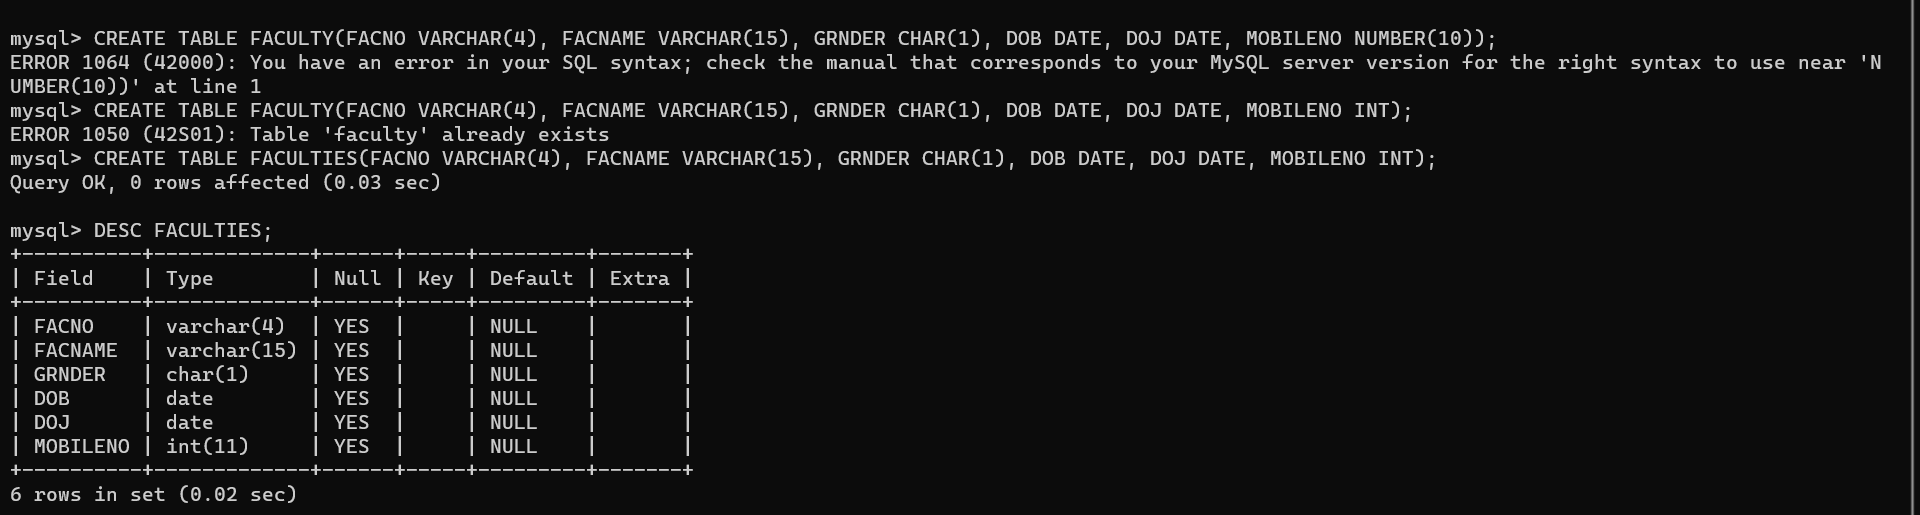 mysql> CREATE TABLE FACULTY(FACNO VARCHAR(4), FACNAME VARCHAR(15), GRNDER CHAR(1), DOB DATE, DOJ DATE, MOBILENO NUMBER(10));
ERROR 1064 (42000): You have an error in your SQL syntax; check the manual that corresponds to your MySQL server version for the right syntax to use near 'N
UMBER(10))' at line 1
mysql> CREATE TABLE FACULTY(FACNO VARCHAR(4), FACNAME VARCHAR(15), GRNDER CHAR(1), DOB DATE, DOJ DATE, MOBILENO INT);
ERROR 1050 (42S01): Table 'faculty' already exists
mysql> CREATE TABLE FACULTIES(FACNO VARCHAR(4), FACNAME VARCHAR(15), GRNDER CHAR(1), DOB DATE, DOJ DATE, MOBILENO INT);
Query OK, 0 rows affected (0.03 sec)

mysql> DESC FACULTIES;
+----------+-------------+------+-----+---------+-------+
| Field    | Type        | Null | Key | Default | Extra |
+----------+-------------+------+-----+---------+-------+
| FACNO    | varchar(4)  | YES  |     | NULL    |       |
| FACNAME  | varchar(15) | YES  |     | NULL    |       |
| GRNDER   | char(1)     | YES  |     | NULL    |       |
| DOB      | date        | YES  |     | NULL    |       |
| DOJ      | date        | YES  |     | NULL    |       |
| MOBILENO | int(11)     | YES  |     | NULL    |       |
+----------+-------------+------+-----+---------+-------+
6 rows in set (0.02 sec)